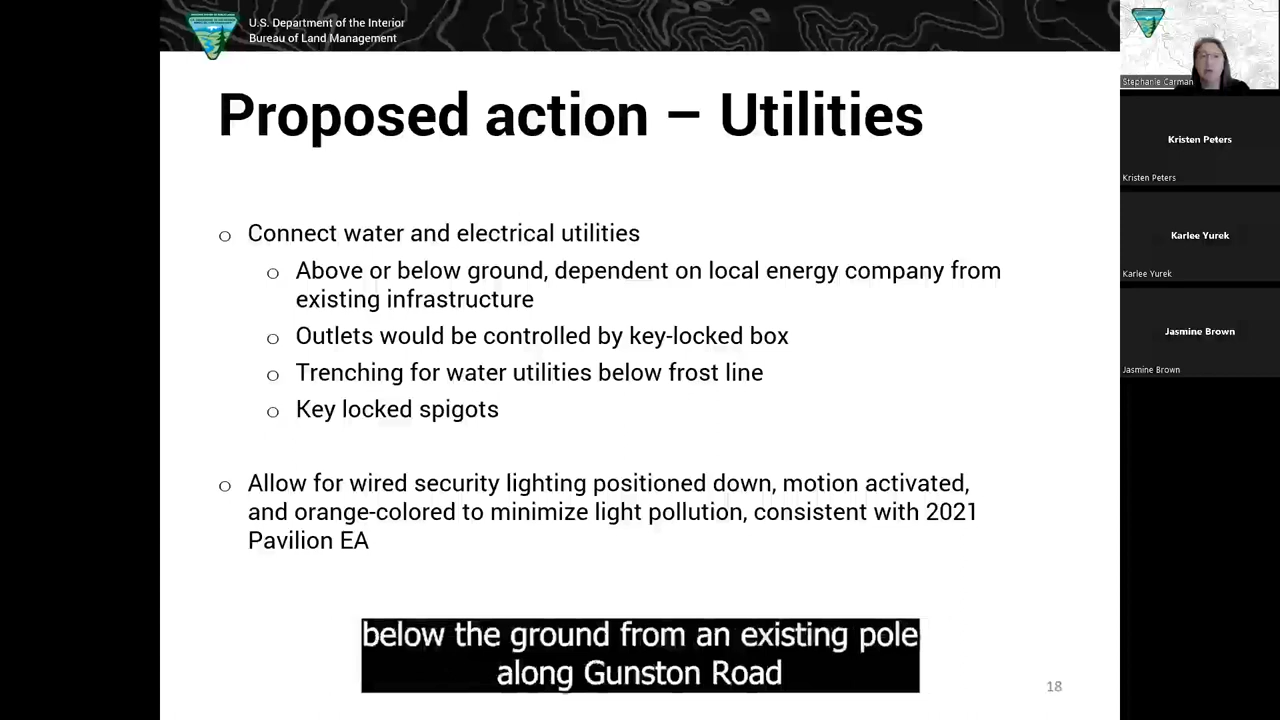 U.S. Department of the Interior
Bureau of Land Management
Proposed action – Utilities
o Connect water and electrical utilities
o Above or below ground, dependent on local energy company from
existing infrastructure
o Outlets would be controlled by key-locked box
o Trenching for water utilities below frost line
o Key locked spigots
o Allow for wired security lighting positioned down, motion activated,
and orange-colored to minimize light pollution, consistent with 2021
Pavilion EA
below the ground from an existing pole
along Gunston Road
18
Stephanie Carman
Kristen Peters
Kristen Peters
Karlee Yurek
Karlee Yurek
Jasmine Brown
Jasmine Brown